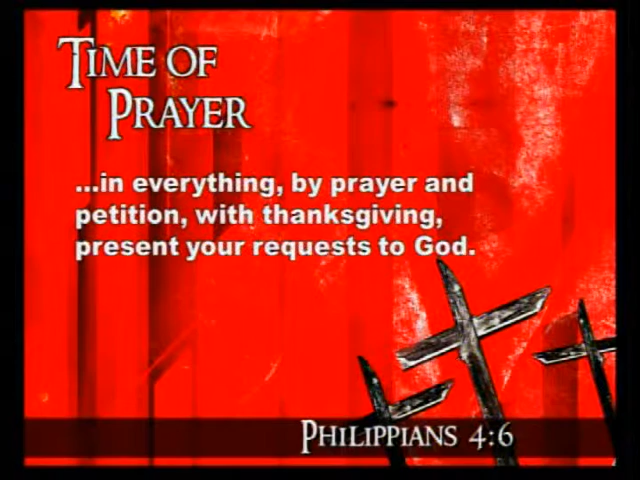 Time of
Prayer
...in everything, by prayer and
petition, with thanksgiving,
present your requests to God.
Philippians 4:6